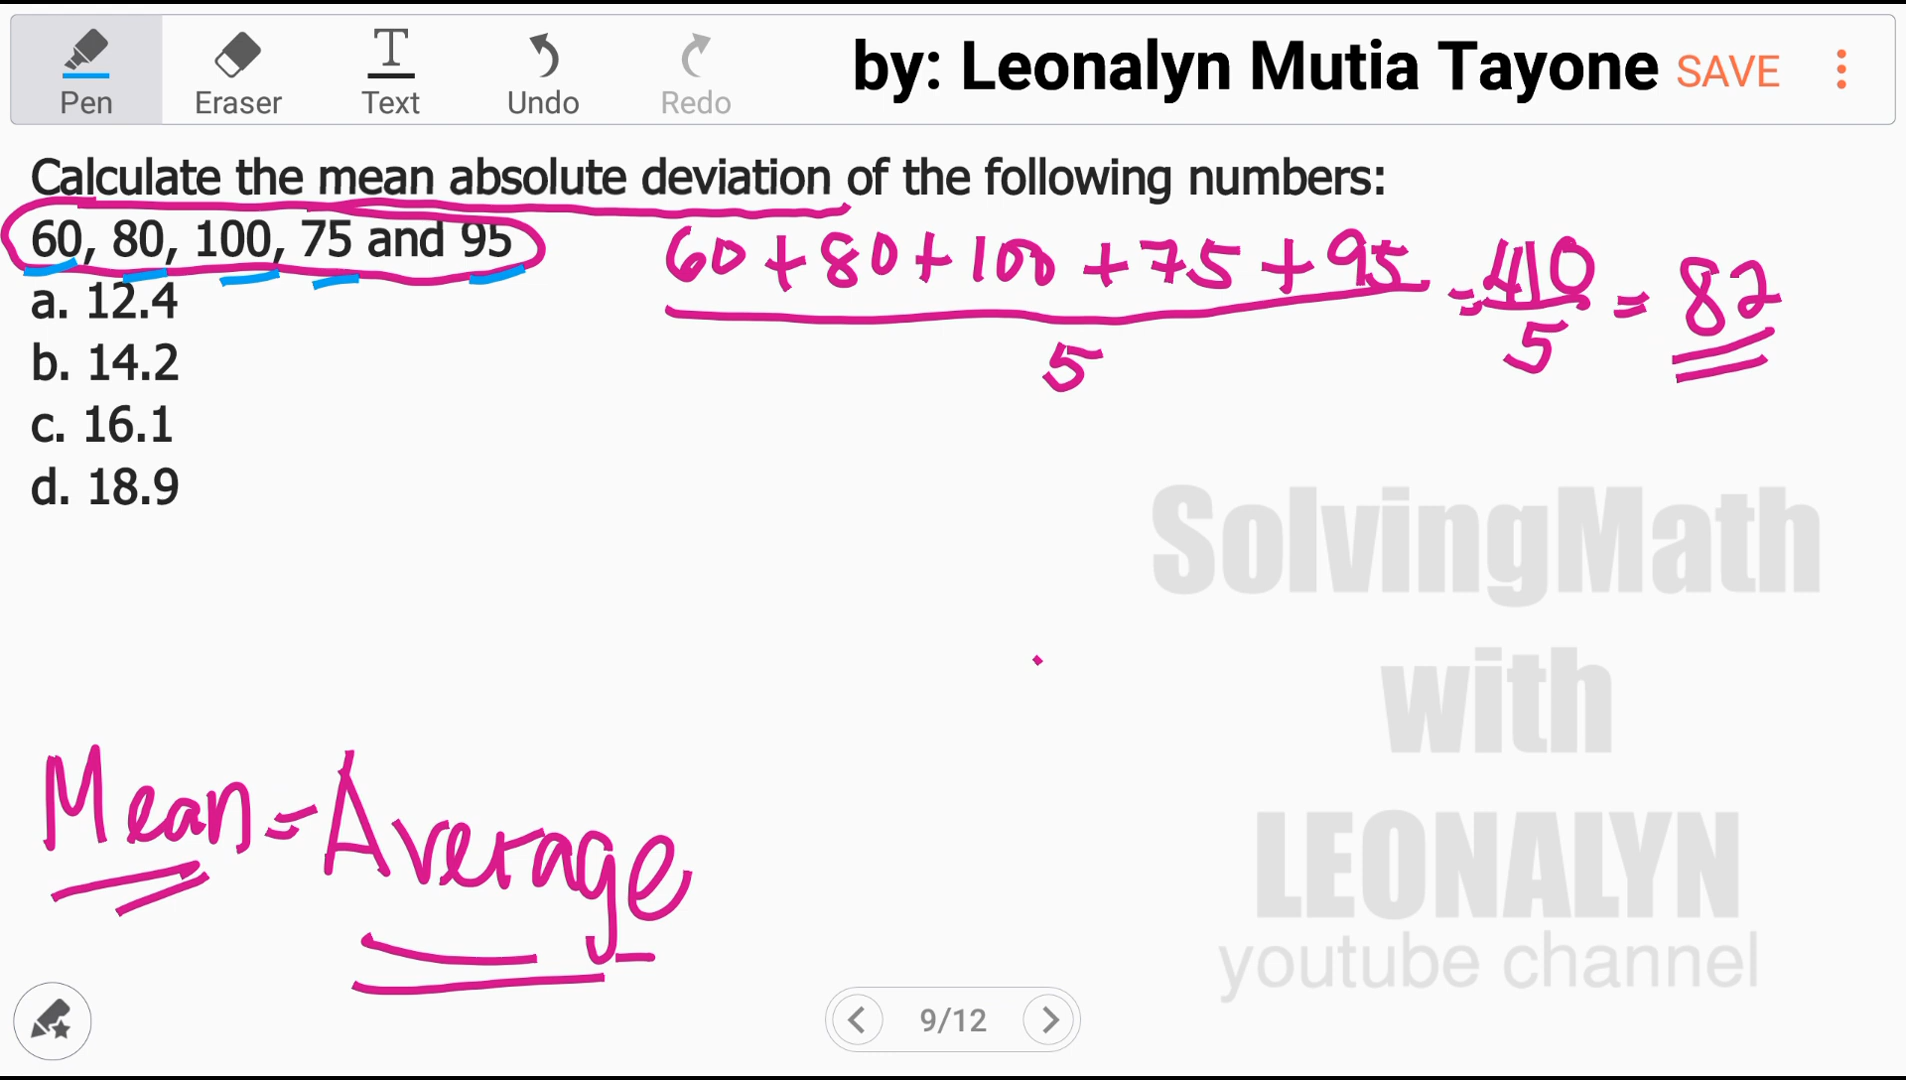 Pen Eraser Text Undo Redo by: Leonalyn Mutia Tayone SAVE
Calculate the mean absolute deviation of the following numbers:
60, 80, 100, 75 and 95
60 + 80 + 100 + 75 + 95 = 410 = 82
5 5
a. 12.4
b. 14.2
c. 16.1
d. 18.9
SolvingMath
with
LEONALYN
youtube channel
Mean = Average
9/12